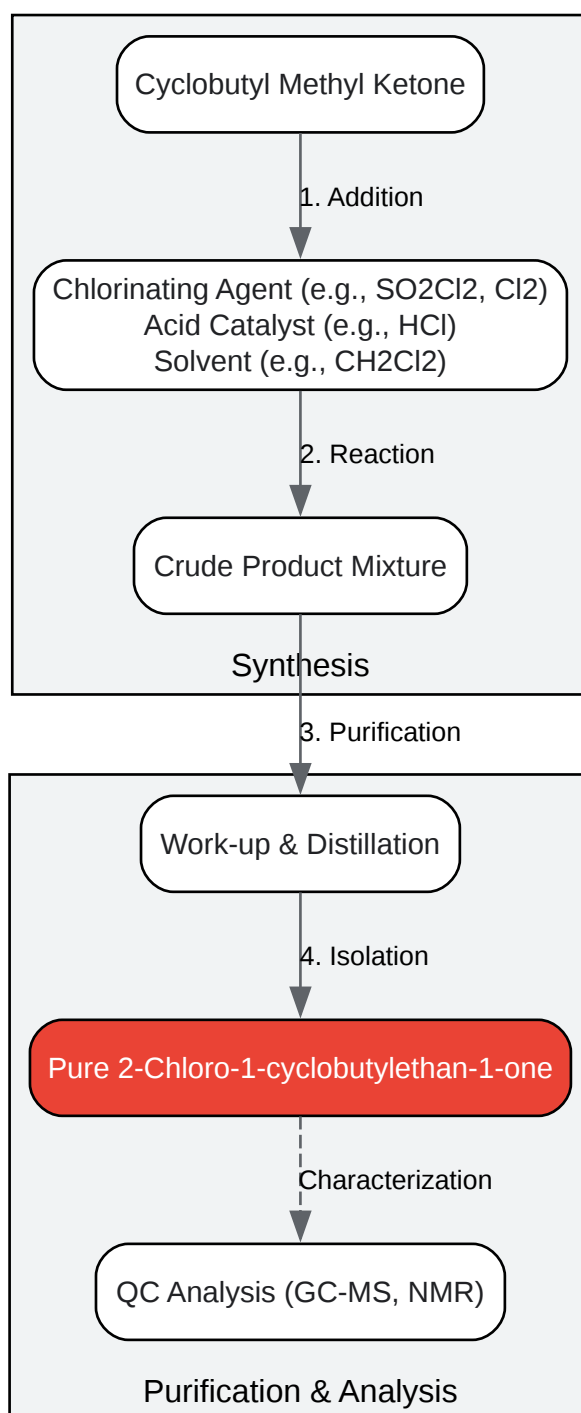 Cyclobutyl Methyl Ketone
1. Addition
Chlorinating Agent (e.g., SO2Cl2, Cl2)
Acid Catalyst (e.g., HCl)
Solvent (e.g., CH2Cl2)
2. Reaction
Crude Product Mixture
Synthesis
3. Purification
Work-up & Distillation
4. Isolation
Pure 2-Chloro-1-cyclobutylethan-1-one
Characterization
QC Analysis (GC-MS, NMR)
Purification & Analysis